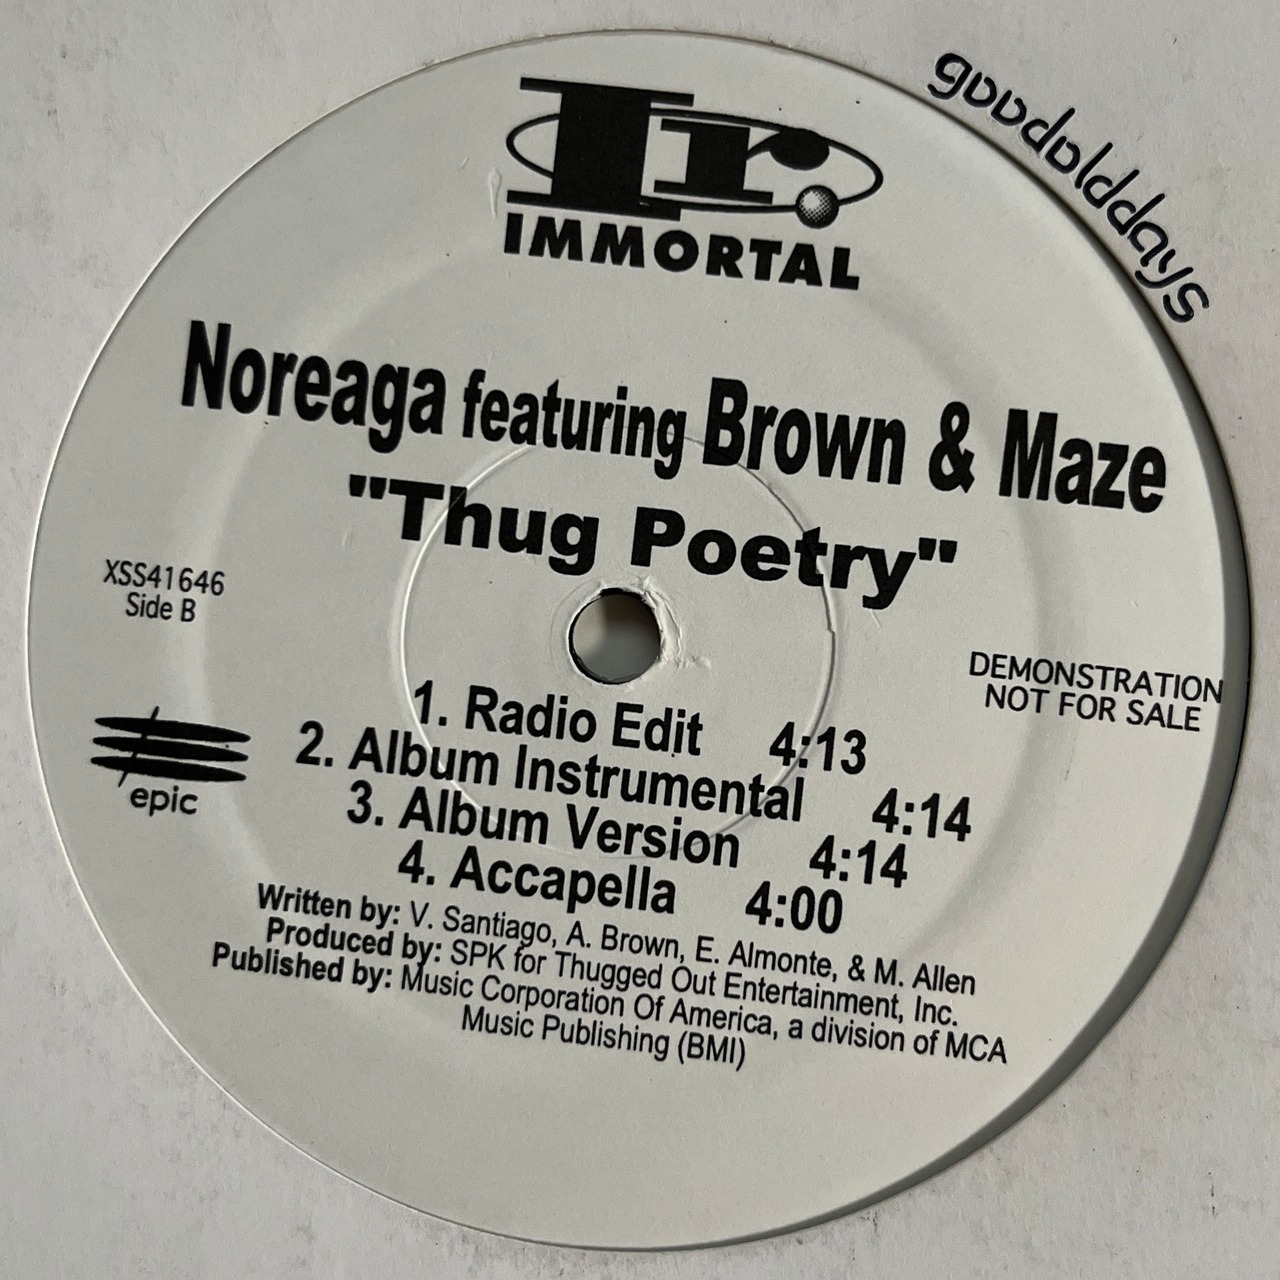 gooddolddays
Ir.
IMMORTAL
Noreaga featuring Brown & Maze
"Thug Poetry"
XSS41646
Side B
DEMONSTRATION
NOT FOR SALE
epic
1. Radio Edit 4:13
2. Album Instrumental 4:14
3. Album Version 4:14
4. Accapella 4:00
Written by: V. Santiago, A. Brown, E. Almonte, & M. Allen
Produced by: SPK for Thugged Out Entertainment, Inc.
Published by: Music Corporation Of America, a division of MCA
Music Publishing (BMI)